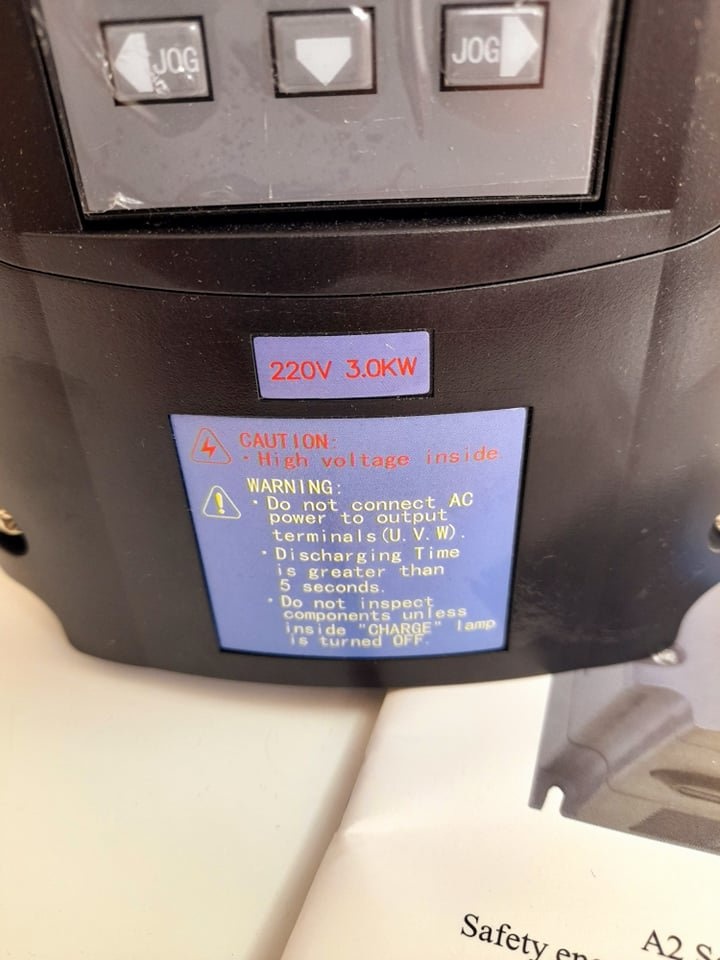 JOG
JOG
220V 3.0KW
CAUTION:
· High voltage inside
WARNING:
· Do not connect AC
power to output
terminals(U.V.W).
· Discharging Time
is greater than
5 seconds.
· Do not inspect
components unless
inside "CHARGE" lamp
is turned OFF.
Safety
A2